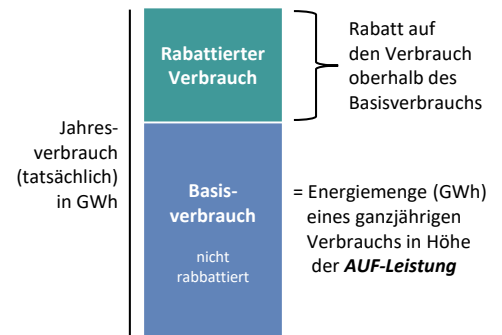 Jahres-
verbrauch
(tatsächlich)
in GWh
Rabattierter
Verbrauch
Rabatt auf
den Verbrauch
oberhalb des
Basisverbrauchs
Basis-
verbrauch
nicht
rabbattiert
= Energiemenge (GWh)
eines ganzjährigen
Verbrauchs in Höhe
der AUF-Leistung